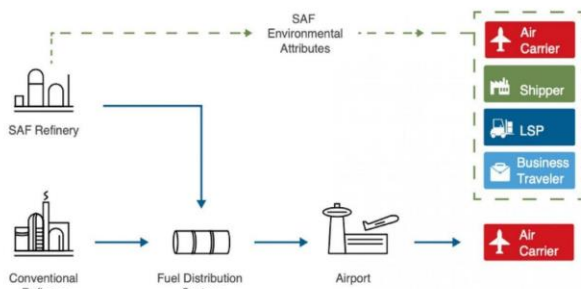 SAF
Environmental
Attributes
Air
Carrier
Shipper
LSP
Business
Traveler
SAF Refinery
Air
Carrier
Conventional
Fuel Distribution
Airport